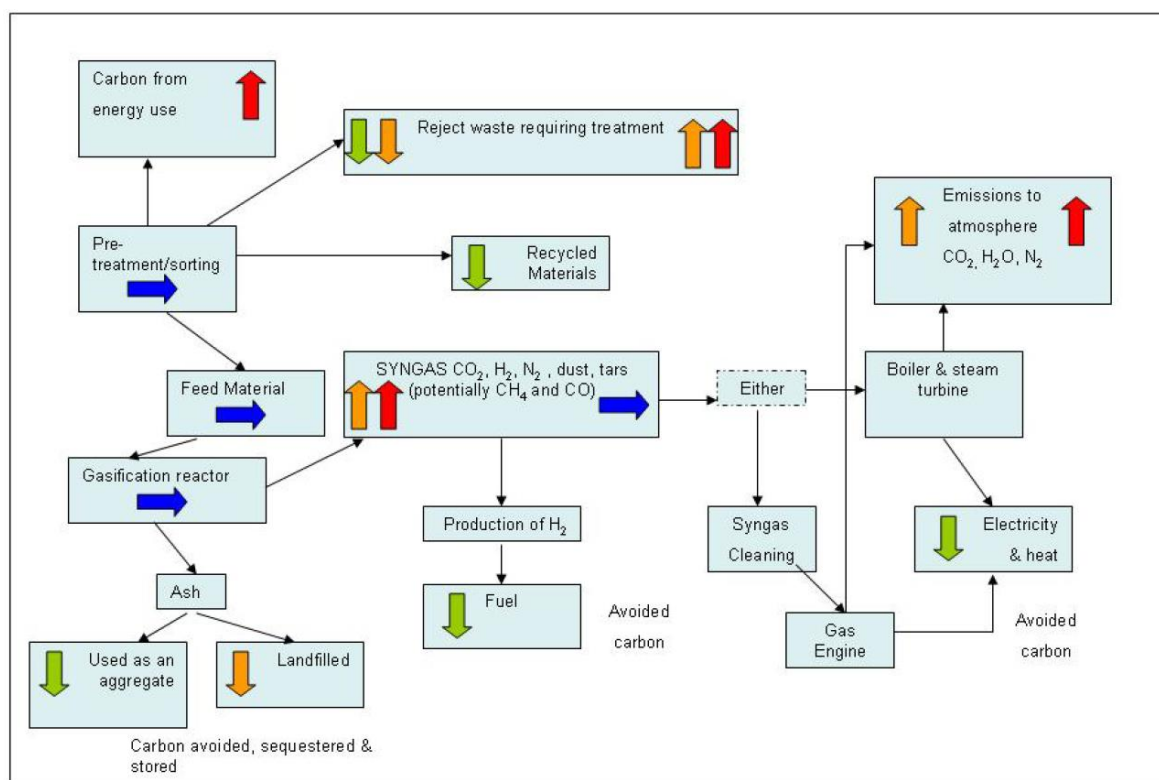 Carbon from
energy use
Reject waste requiring treatment
Emissions to
atmosphere
CO₂, H₂O, N₂
Pre-
treatment/sorting
Recycled
Materials
SYNGAS CO₂, H₂, N₂ , dust, tars
(potentially CH₄ and CO)
Either
Boiler & steam
turbine
Feed Material
Gasification reactor
Production of H₂
Syngas
Cleaning
Electricity
& heat
Ash
Fuel
Avoided
carbon
Gas
Engine
Avoided
carbon
Used as an
aggregate
Landfilled
Carbon avoided, sequestered &
stored